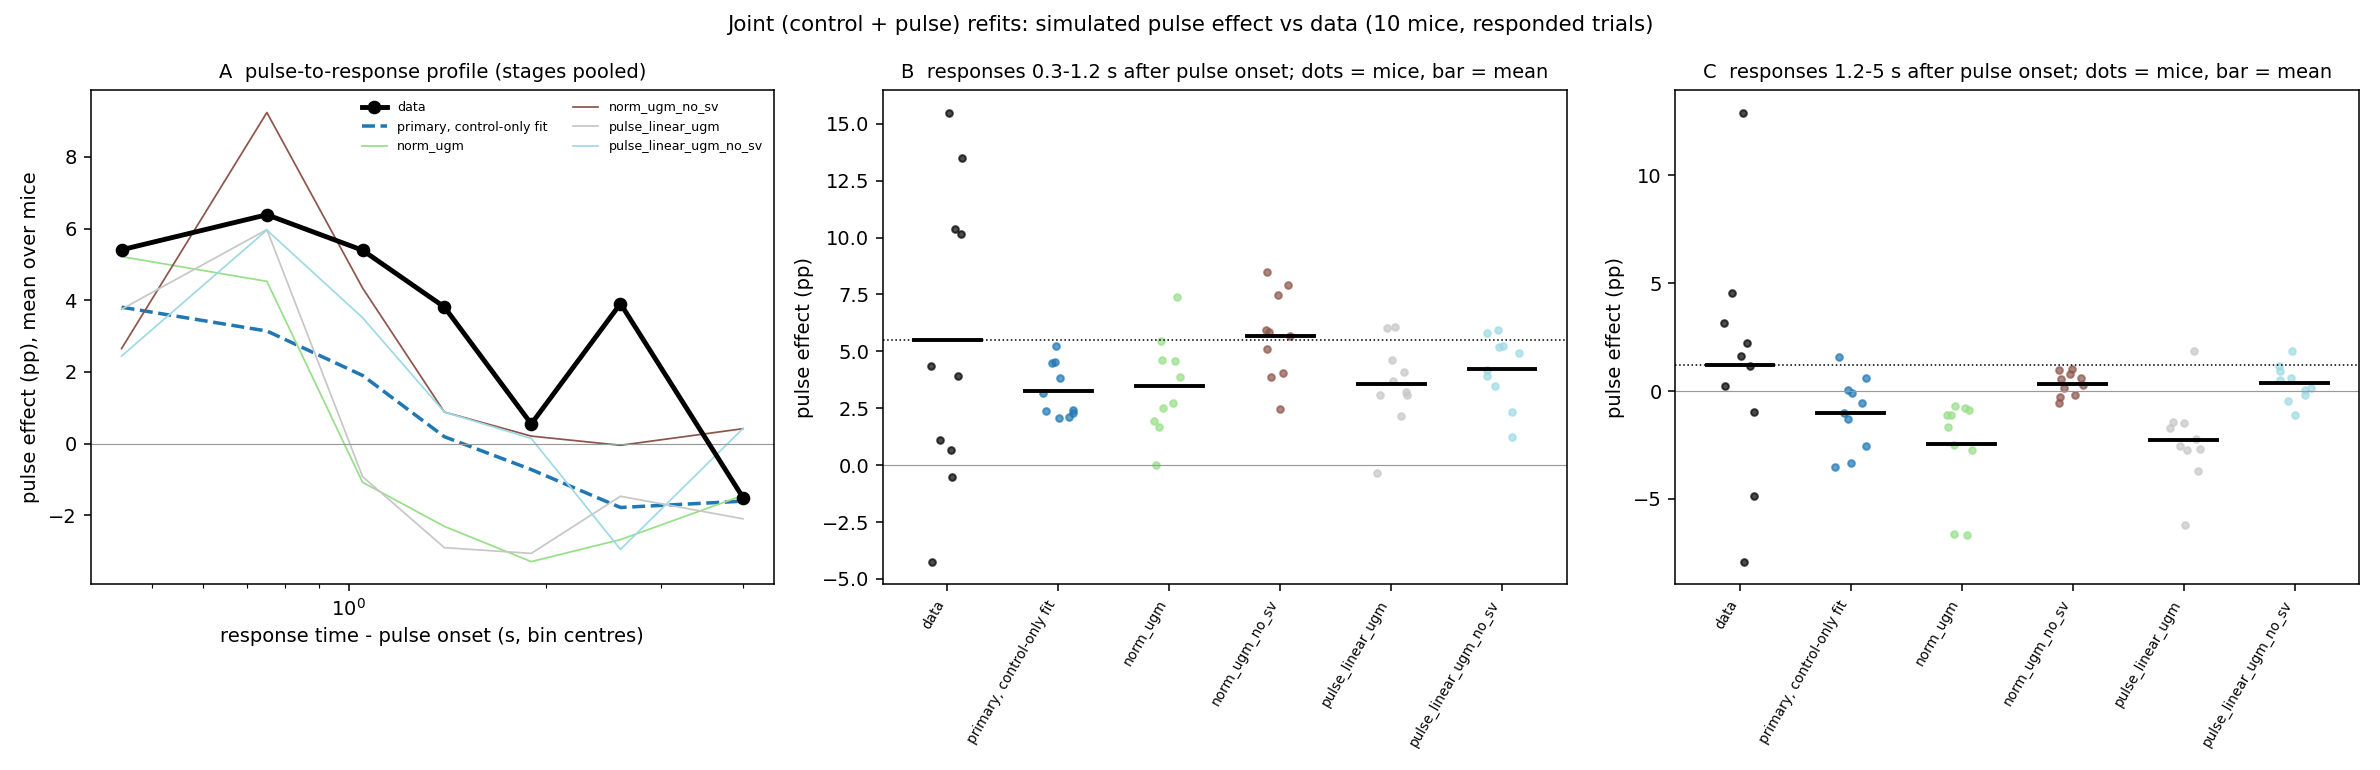 Joint (control + pulse) refits: simulated pulse effect vs data (10 mice, responded trials)
A  pulse-to-response profile (stages pooled)
pulse effect (pp), mean over mice
8
6
4
2
0
−2
data
primary, control-only fit
norm_ugm
norm_ugm_no_sv
pulse_linear_ugm
pulse_linear_ugm_no_sv
10⁰
response time - pulse onset (s, bin centres)
B  responses 0.3-1.2 s after pulse onset; dots = mice, bar = mean
pulse effect (pp)
15.0
12.5
10.0
7.5
5.0
2.5
0.0
−2.5
−5.0
data
primary, control-only fit
norm_ugm
norm_ugm_no_sv
pulse_linear_ugm
pulse_linear_ugm_no_sv
C  responses 1.2-5 s after pulse onset; dots = mice, bar = mean
pulse effect (pp)
10
5
0
−5
data
primary, control-only fit
norm_ugm
norm_ugm_no_sv
pulse_linear_ugm
pulse_linear_ugm_no_sv